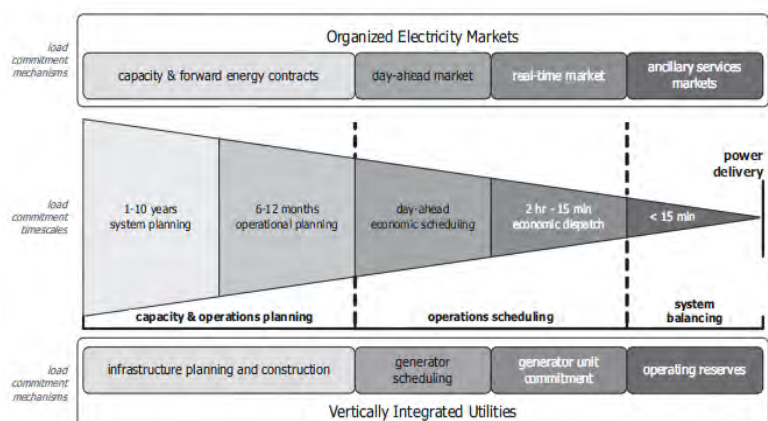 Organized Electricity Markets
load
commitment
mechanisms
capacity & forward energy contracts
day-ahead market
real-time market
ancillary services
markets
power
delivery
load
commitment
timescales
1-10 years
system planning
6-12 months
operational planning
day-ahead
economic scheduling
2 hr - 15 min
economic dispatch
< 15 min
capacity & operations planning
operations scheduling
system
balancing
load
commitment
mechanisms
infrastructure planning and construction
generator
scheduling
generator unit
commitment
operating reserves
Vertically Integrated Utilities